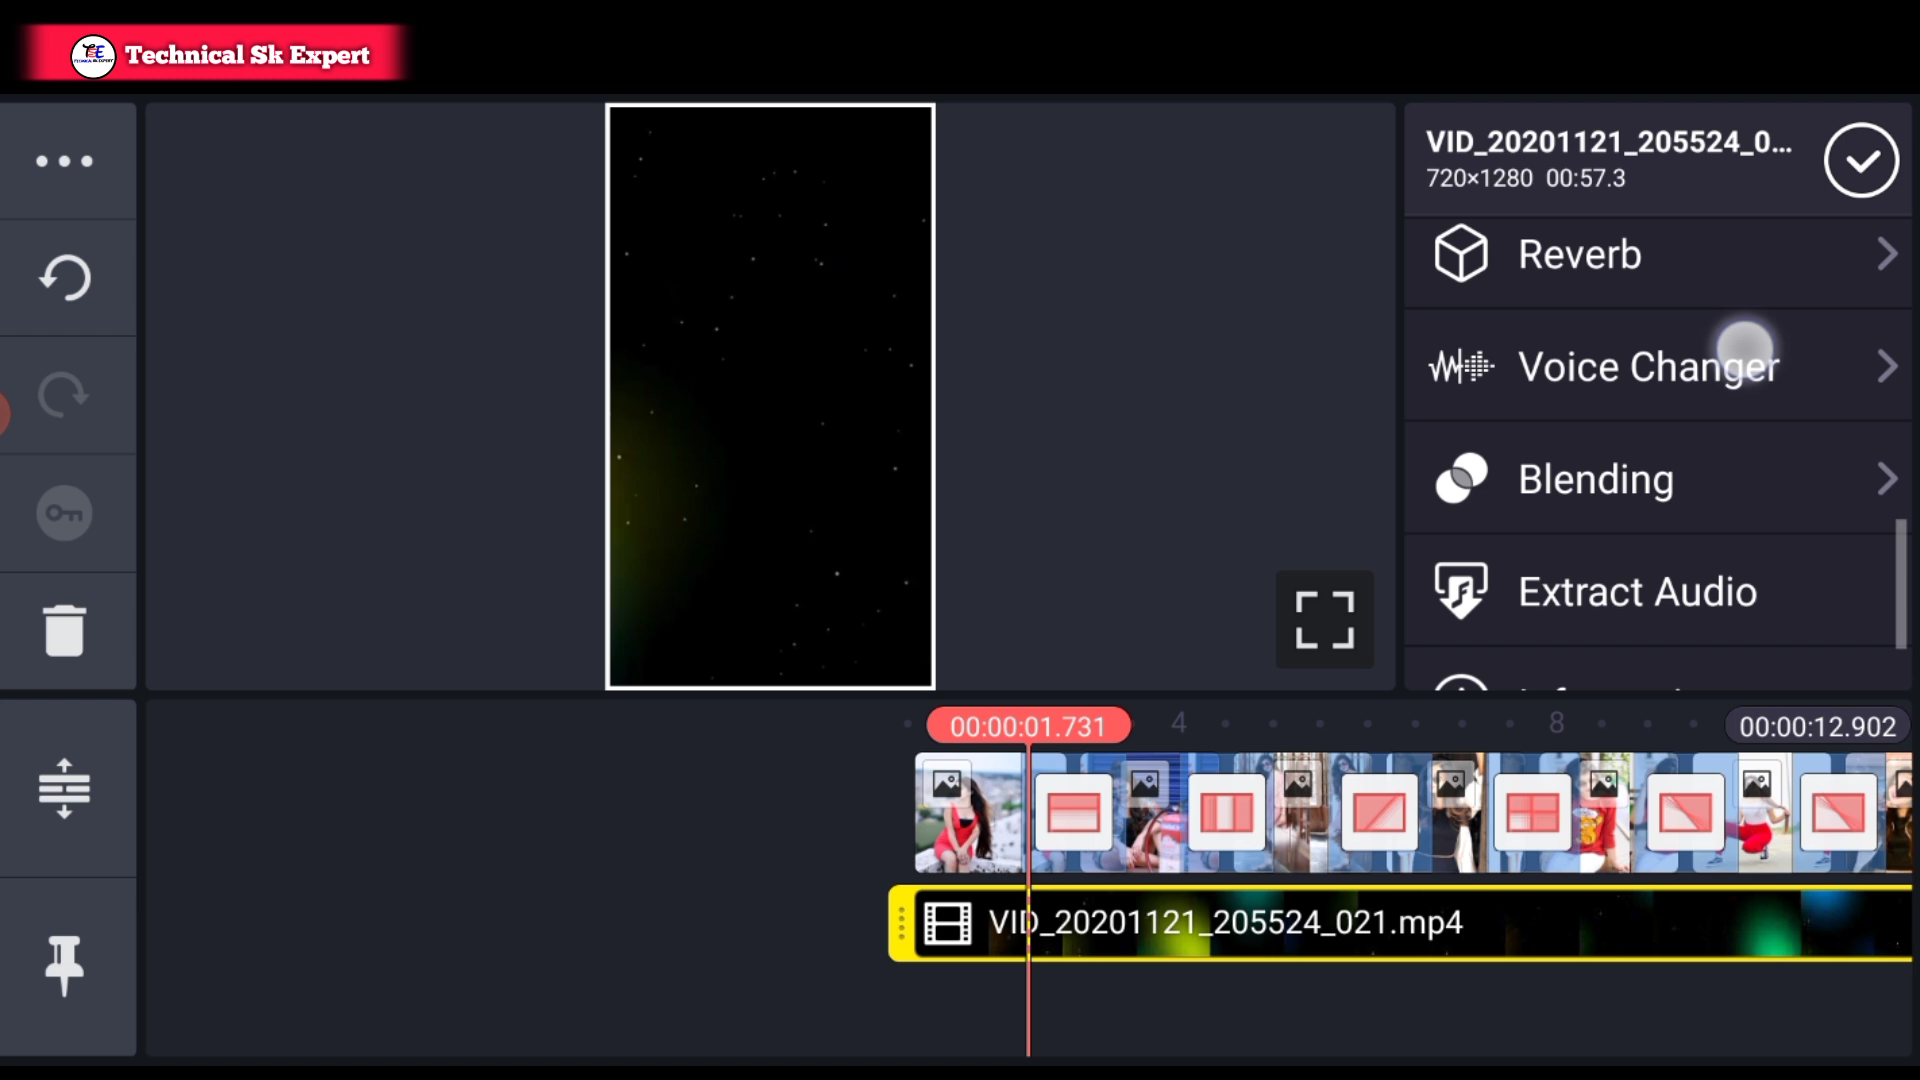 Technical Sk Expert
VID_20201121_205524_0...
720×1280 00:57.3
Reverb
Voice Changer
Blending
Extract Audio
00:00:01.731
4
8
00:00:12.902
VID_20201121_205524_021.mp4